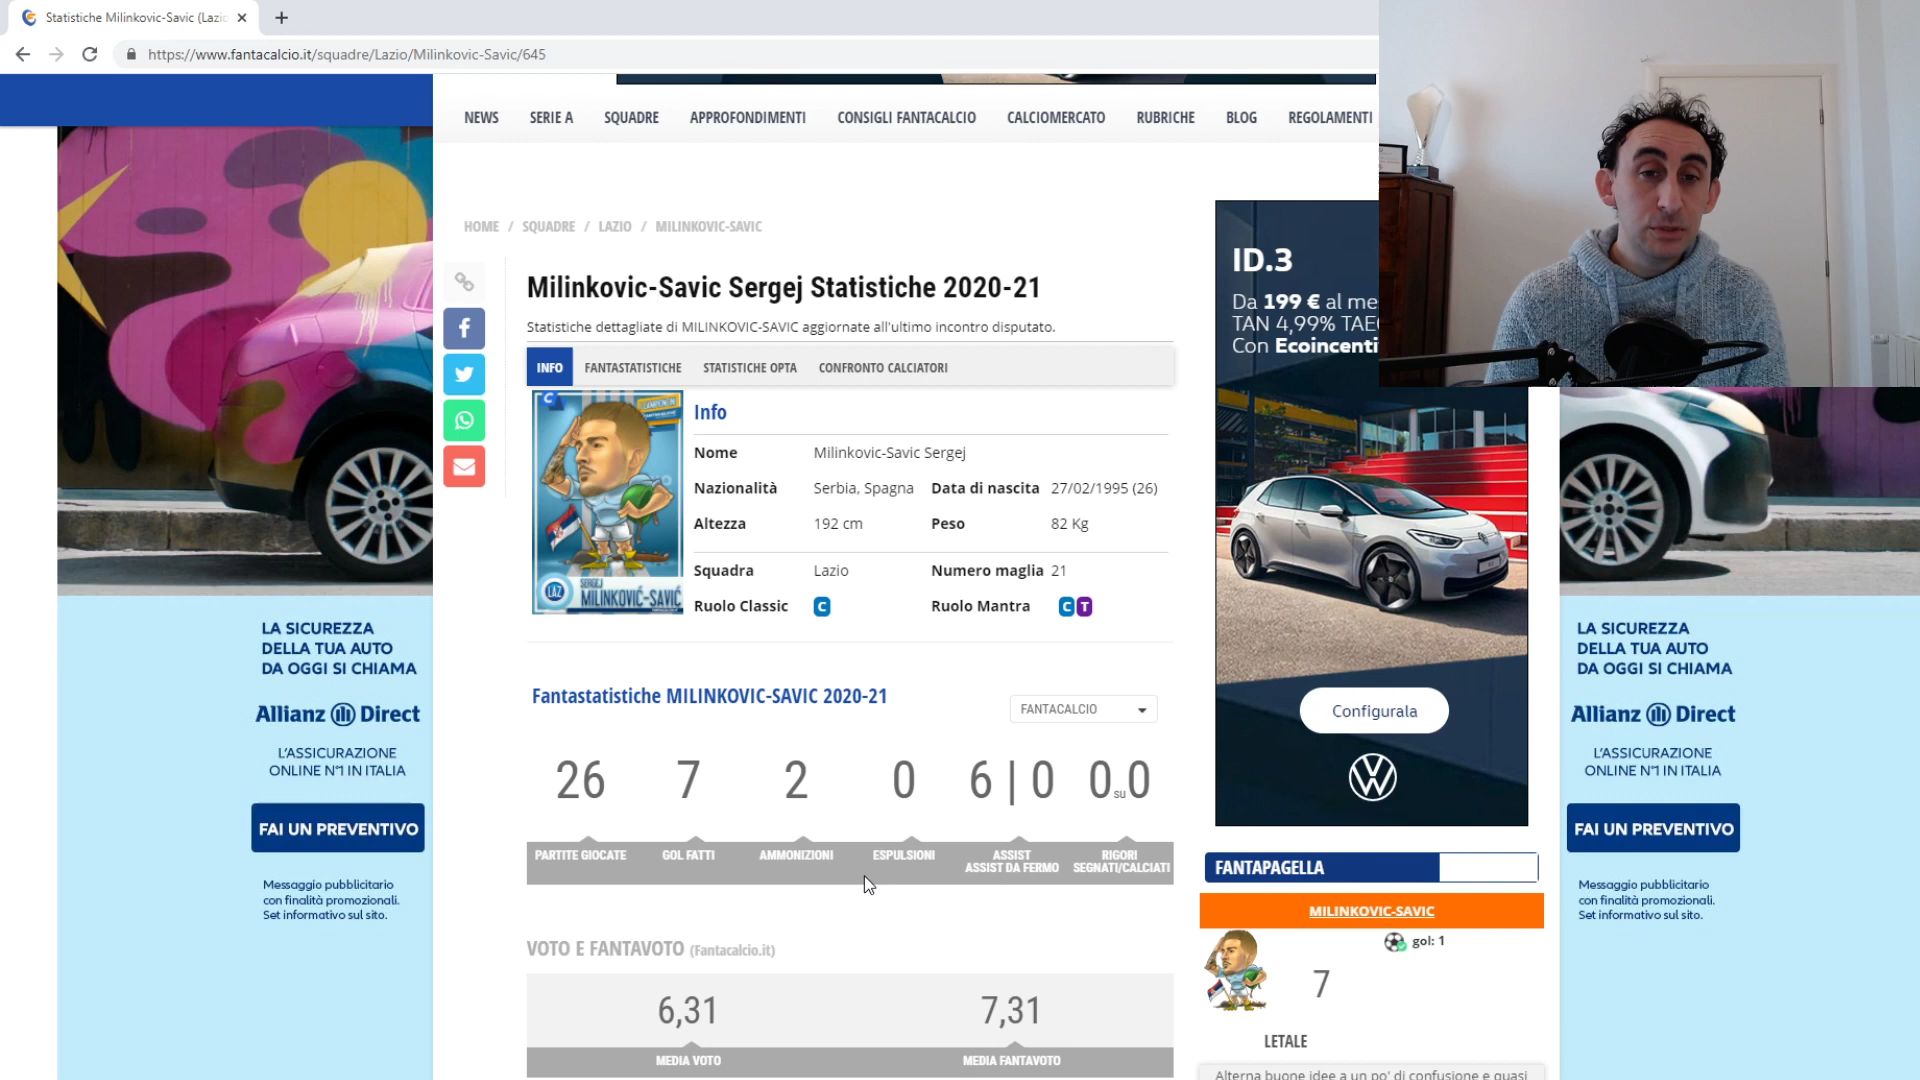 Statistiche Milinkovic-Savic (Lazio
https://www.fantacalcio.it/squadre/Lazio/Milinkovic-Savic/645
NEWS SERIE A SQUADRE APPROFONDIMENTI CONSIGLI FANTACALCIO CALCIOMERCATO RUBRICHE BLOG REGOLAMENTI
HOME / SQUADRE / LAZIO / MILINKOVIC-SAVIC
Milinkovic-Savic Sergej Statistiche 2020-21
Statistiche dettagliate di MILINKOVIC-SAVIC aggiornate all'ultimo incontro disputato.
INFO FANTASTATISTICHE STATISTICHE OPTA CONFRONTO CALCIATORI
Info
Nome Milinkovic-Savic Sergej
Nazionalità Serbia, Spagna Data di nascita 27/02/1995 (26)
Altezza 192 cm Peso 82 Kg
Squadra Lazio Numero maglia 21
Ruolo Classic C Ruolo Mantra C T
LAZ
SERGEJ
MILINKOVIĆ-SAVIĆ
Fantastatistiche MILINKOVIC-SAVIC 2020-21
FANTACALCIO
26 7 2 0 6 | 0 0 su 0
PARTITE GIOCATE GOL FATTI AMMONIZIONI ESPULSIONI ASSIST RIGORI
ASSIST DA FERMO SEGNATI/CALCIATI
VOTO E FANTAVOTO (Fantacalcio.it)
6,31 7,31
MEDIA VOTO MEDIA FANTAVOTO
ID.3
Da 199 € al me
TAN 4,99% TAE
Con Ecoincenti
Configurala
FANTAPAGELLA
MILINKOVIC-SAVIC
gol: 1
7
LETALE
Alterna buone idee a un po' di confusione e quasi
LA SICUREZZA
DELLA TUA AUTO
DA OGGI SI CHIAMA
Allianz Direct
L'ASSICURAZIONE
ONLINE N°1 IN ITALIA
FAI UN PREVENTIVO
Messaggio pubblicitario
con finalità promozionali.
Set informativo sul sito.
LA SICUREZZA
DELLA TUA AUTO
DA OGGI SI CHIAMA
Allianz Direct
L'ASSICURAZIONE
ONLINE N°1 IN ITALIA
FAI UN PREVENTIVO
Messaggio pubblicitario
con finalità promozionali.
Set informativo sul sito.